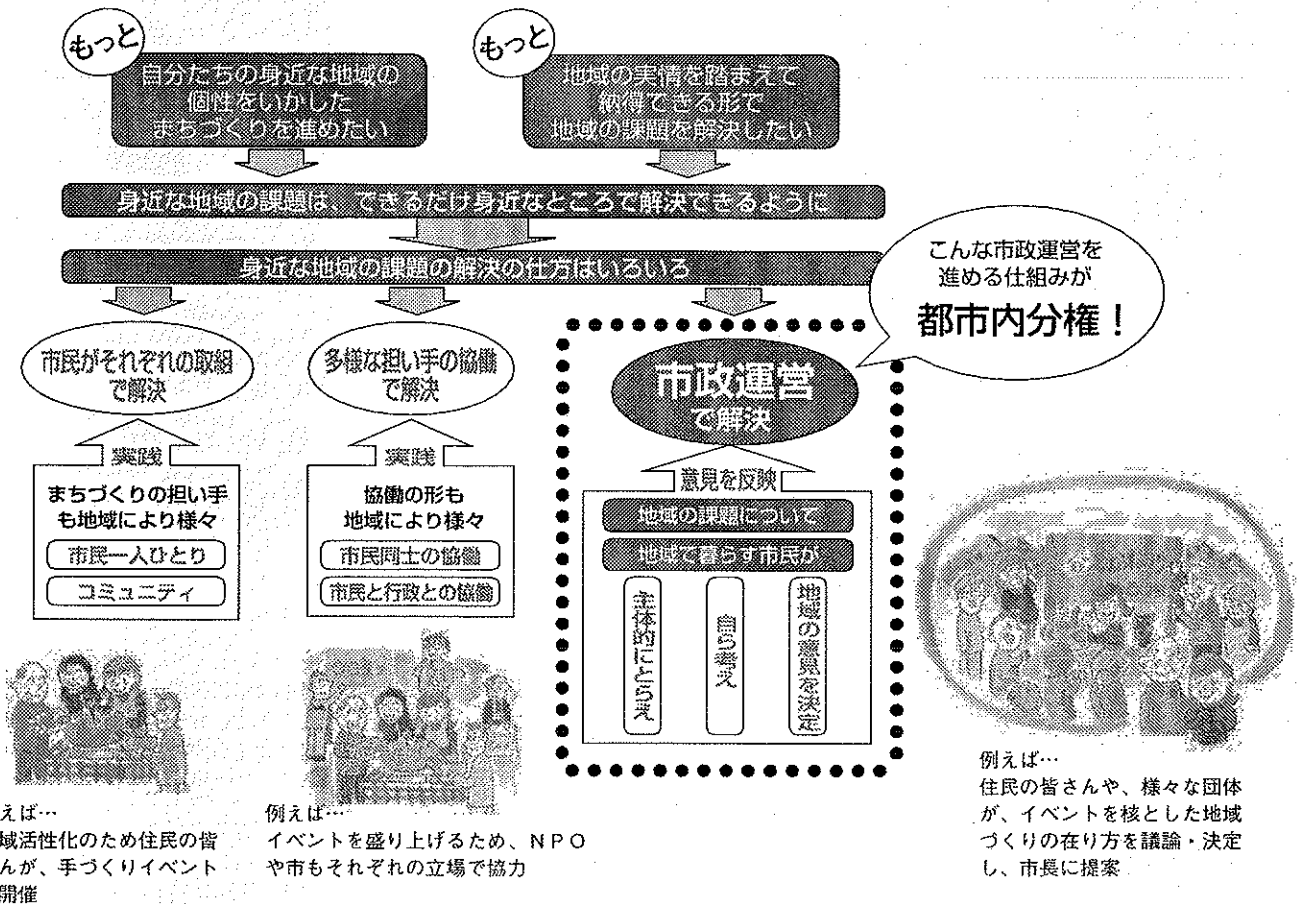 もっと
自分たちの身近な地域の
個性をいかした
まちづくりを進めたい
もっと
地域の実情を踏まえて
納得できる形で
地域の課題を解決したい
身近な地域の課題は、できるだけ身近なところで解決できるように
身近な地域の課題の解決の仕方はいろいろ
こんな市政運営を
進める仕組みが
都市内分権!
市民がそれぞれの取組
で解決
実践
まちづくりの担い手
も地域により様々
市民一人ひとり
コミュニティ
多様な担い手の協働
で解決
実践
協働の形も
地域により様々
市民同士の協働
市民と行政との協働
市政運営
で解決
意見を反映
地域の課題について
地域で暮らす市民が
主体的にとらえ
自ら考え
地域の意見を決定
えば…
域活性化のため住民の皆
んが、手づくりイベント
開催
例えば…
イベントを盛り上げるため、NPO
や市もそれぞれの立場で協力
例えば…
住民の皆さんや、様々な団体
が、イベントを核とした地域
づくりの在り方を議論・決定
し、市長に提案